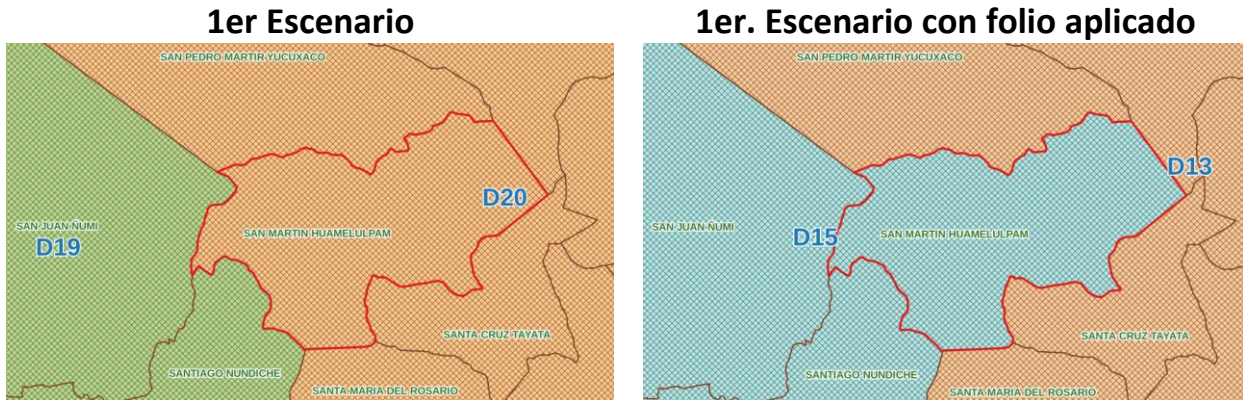 1er Escenario
SAN PEDRO MARTIR YUCUXACO
D20
SAN JUAN ÑUMI
D19
SAN MARTIN HUAMELULPAM
SANTA CRUZ TAYATA
SANTIAGO NUNDICHE
SANTA MARIA DEL ROSARIO
1er. Escenario con folio aplicado
SAN PEDRO MARTIR YUCUXACO
D13
SAN JUAN ÑUMI
D15
SAN MARTIN HUAMELULPAM
SANTA CRUZ TAYATA
SANTIAGO NUNDICHE
SANTA MARIA DEL ROSARIO